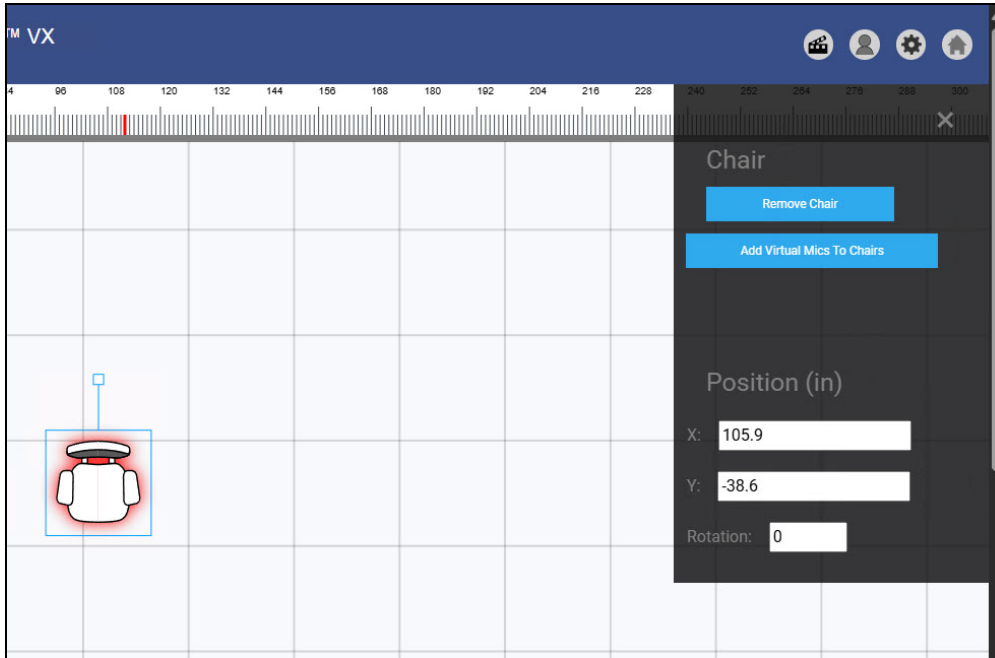 ™ VX
4 96 108 120 132 144 156 168 180 192 204 216 228 240 252 264 276 288 300
Chair
Remove Chair
Add Virtual Mics To Chairs
Position (in)
X: 105.9
Y: -38.6
Rotation: 0